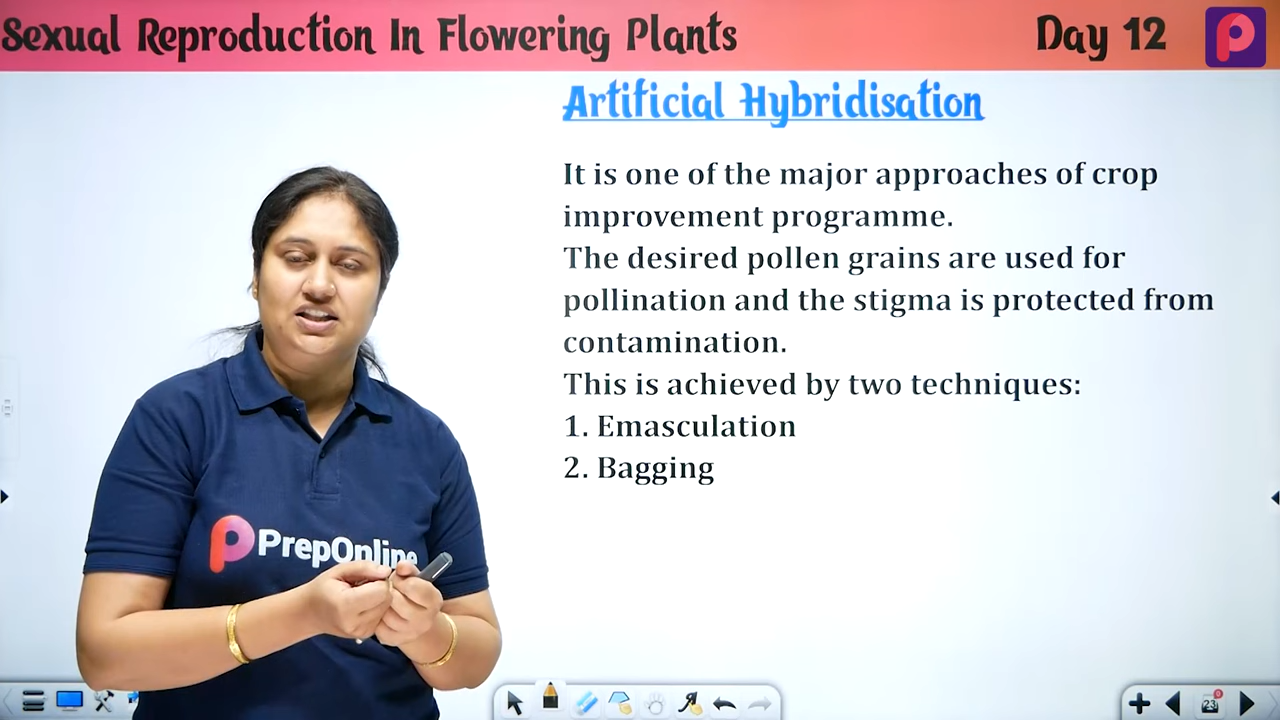 Sexual Reproduction In Flowering Plants
Day 12
Artificial Hybridisation
It is one of the major approaches of crop
improvement programme.
The desired pollen grains are used for
pollination and the stigma is protected from
contamination.
This is achieved by two techniques:
1. Emasculation
2. Bagging
PrepOnline
23